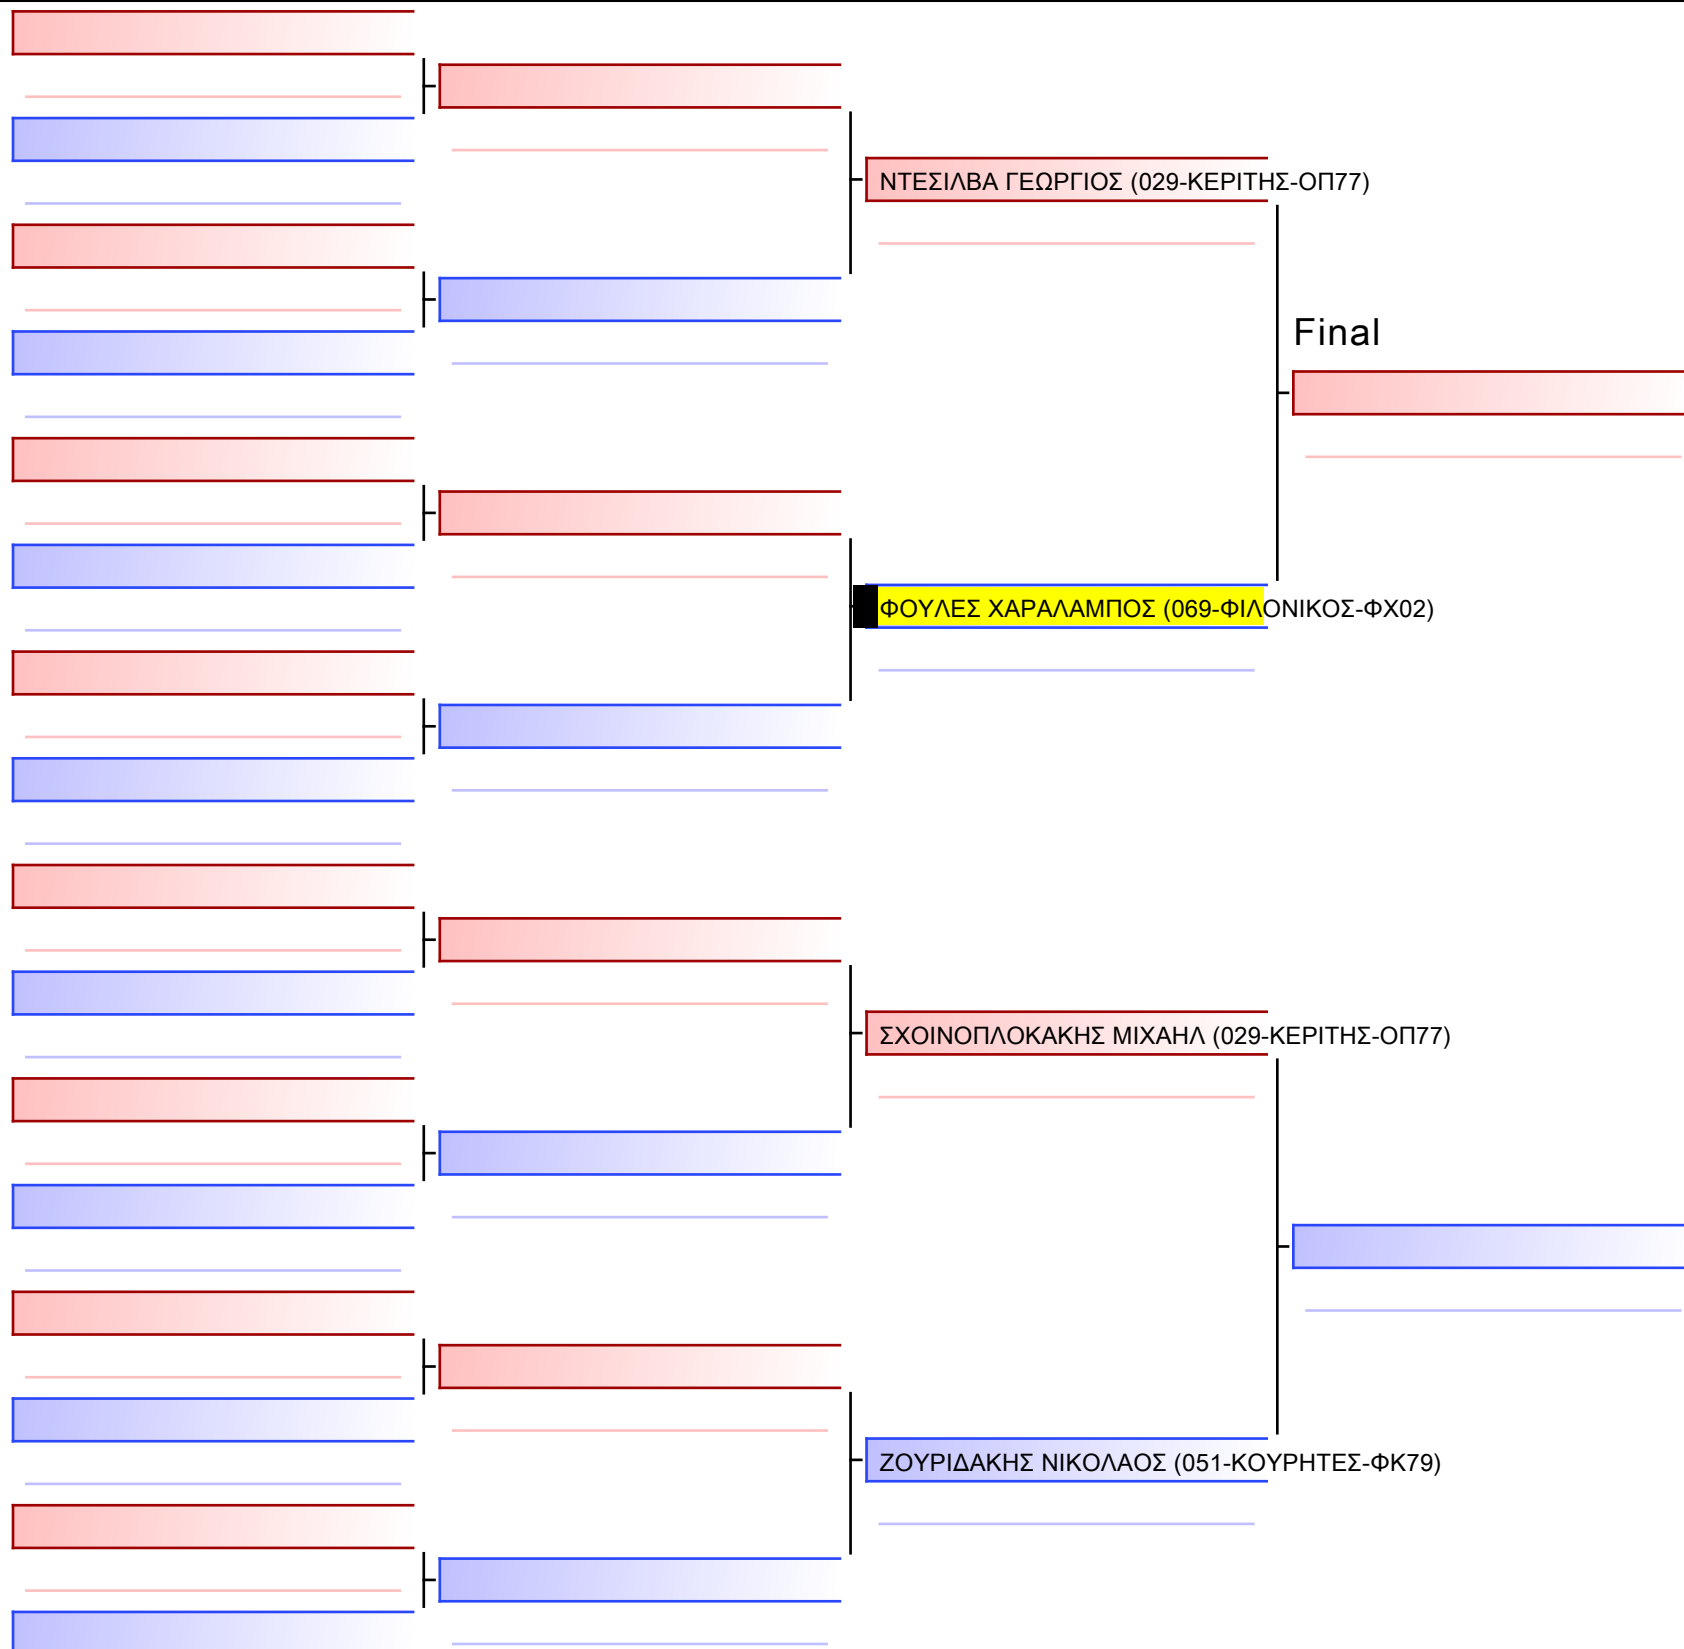 ΝΤΕΣΙΛΒΑ ΓΕΩΡΓΙΟΣ (029-ΚΕΡΙΤΗΣ-ΟΠ77)
Final
ΦΟΥΛΕΣ ΧΑΡΑΛΑΜΠΟΣ (069-ΦΙΛΟΝΙΚΟΣ-ΦΧ02)
ΣΧΟΙΝΟΠΛΟΚΑΚΗΣ ΜΙΧΑΗΛ (029-ΚΕΡΙΤΗΣ-ΟΠ77)
ΖΟΥΡΙΔΑΚΗΣ ΝΙΚΟΛΑΟΣ (051-ΚΟΥΡΗΤΕΣ-ΦΚ79)